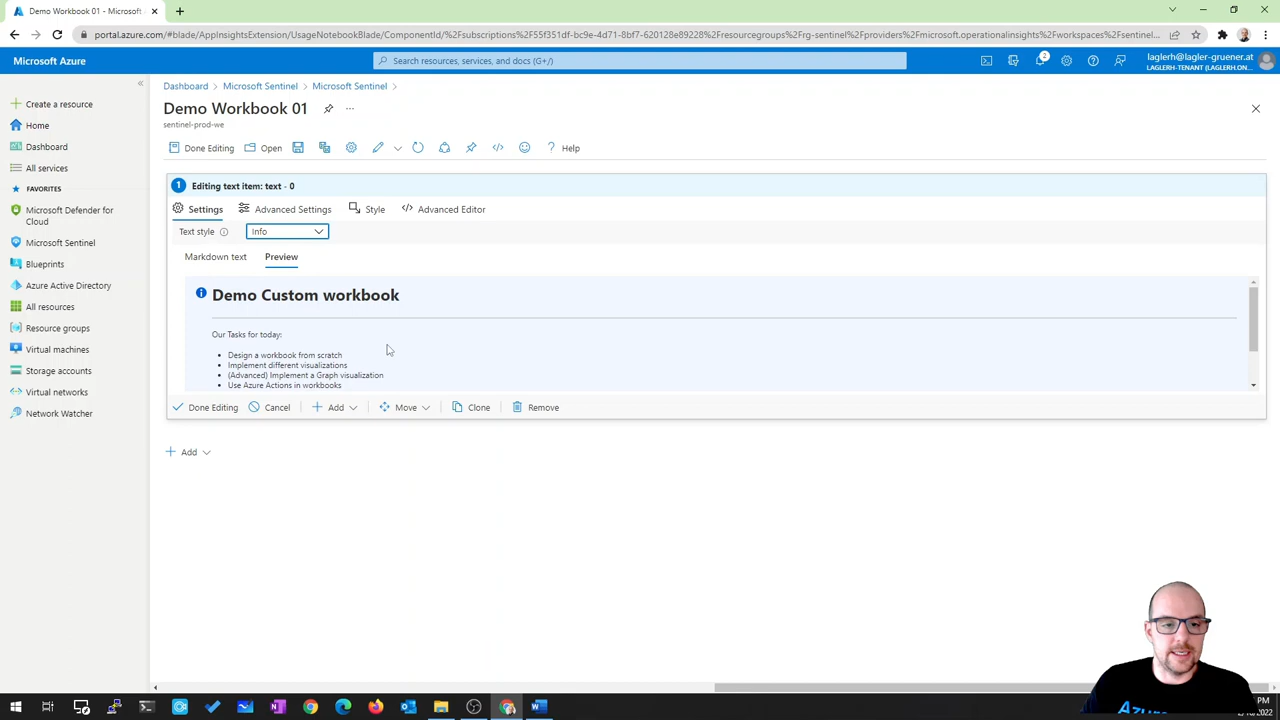 Demo Workbook 01 - Microsoft
portal.azure.com/#blade/AppInsightsExtension/UsageNotebookBlade/ComponentId/%2Fsubscriptions%2F55f351df-bc9e-4d71-8bf7-620128e89228%2Fresourcegroups%2Frg-sentinel%2Fproviders%2Fmicrosoft.operationalinsights%2Fworkspaces%2Fsentinel...
Microsoft Azure
Search resources, services, and docs (G+/)
2
laglerh@lagler-gruener.at
LAGLERH-TENANT (LAGLERH.ON...
Create a resource
Home
Dashboard
All services
FAVORITES
Microsoft Defender for
Cloud
Microsoft Sentinel
Blueprints
Azure Active Directory
All resources
Resource groups
Virtual machines
Storage accounts
Virtual networks
Network Watcher
Dashboard > Microsoft Sentinel > Microsoft Sentinel >
Demo Workbook 01
sentinel-prod-we
Done Editing Open Help
1 Editing text item: text - 0
Settings Advanced Settings Style Advanced Editor
Text style Info
Markdown text Preview
Demo Custom workbook
Our Tasks for today:
• Design a workbook from scratch
• Implement different visualizations
• (Advanced) Implement a Graph visualization
• Use Azure Actions in workbooks
Done Editing Cancel Add Move Clone Remove
Add
Azure
PM